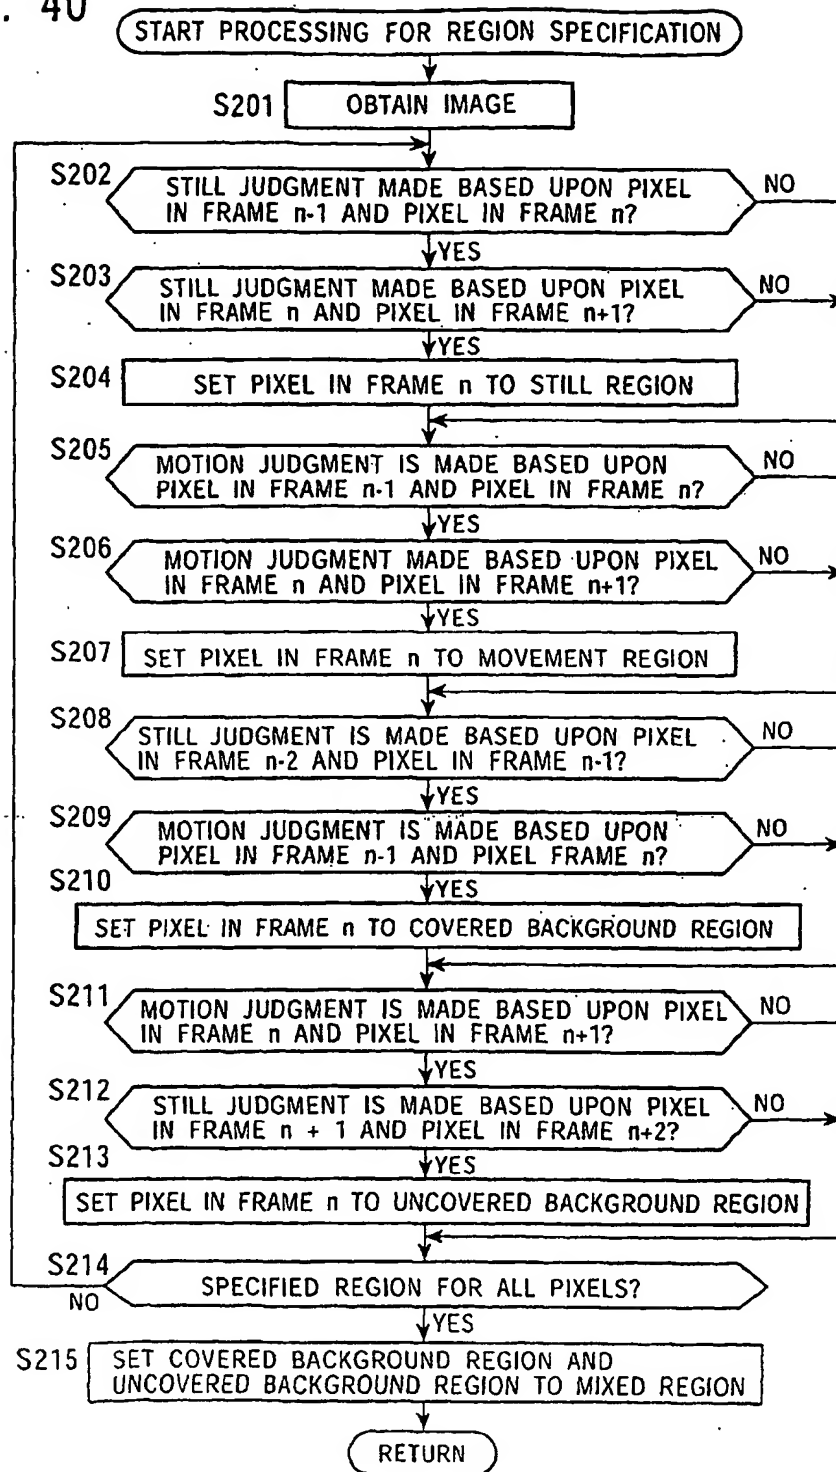 . 40
START PROCESSING FOR REGION SPECIFICATION
S201 OBTAIN IMAGE
S202 STILL JUDGMENT MADE BASED UPON PIXEL
IN FRAME n-1 AND PIXEL IN FRAME n?
NO
YES
S203 STILL JUDGMENT MADE BASED UPON PIXEL
IN FRAME n AND PIXEL IN FRAME n+1?
NO
YES
S204 SET PIXEL IN FRAME n TO STILL REGION
S205 MOTION JUDGMENT IS MADE BASED UPON
PIXEL IN FRAME n-1 AND PIXEL IN FRAME n?
NO
YES
S206 MOTION JUDGMENT MADE BASED UPON PIXEL
IN FRAME n AND PIXEL IN FRAME n+1?
NO
YES
S207 SET PIXEL IN FRAME n TO MOVEMENT REGION
S208 STILL JUDGMENT IS MADE BASED UPON PIXEL
IN FRAME n-2 AND PIXEL IN FRAME n-1?
NO
YES
S209 MOTION JUDGMENT IS MADE BASED UPON
PIXEL IN FRAME n-1 AND PIXEL FRAME n?
NO
YES
S210
SET PIXEL IN FRAME n TO COVERED BACKGROUND REGION
S211 MOTION JUDGMENT IS MADE BASED UPON PIXEL
IN FRAME n AND PIXEL IN FRAME n+1?
NO
YES
S212 STILL JUDGMENT IS MADE BASED UPON PIXEL
IN FRAME n + 1 AND PIXEL IN FRAME n+2?
NO
YES
S213
SET PIXEL IN FRAME n TO UNCOVERED BACKGROUND REGION
S214 SPECIFIED REGION FOR ALL PIXELS?
NO
YES
S215 SET COVERED BACKGROUND REGION AND
UNCOVERED BACKGROUND REGION TO MIXED REGION
RETURN